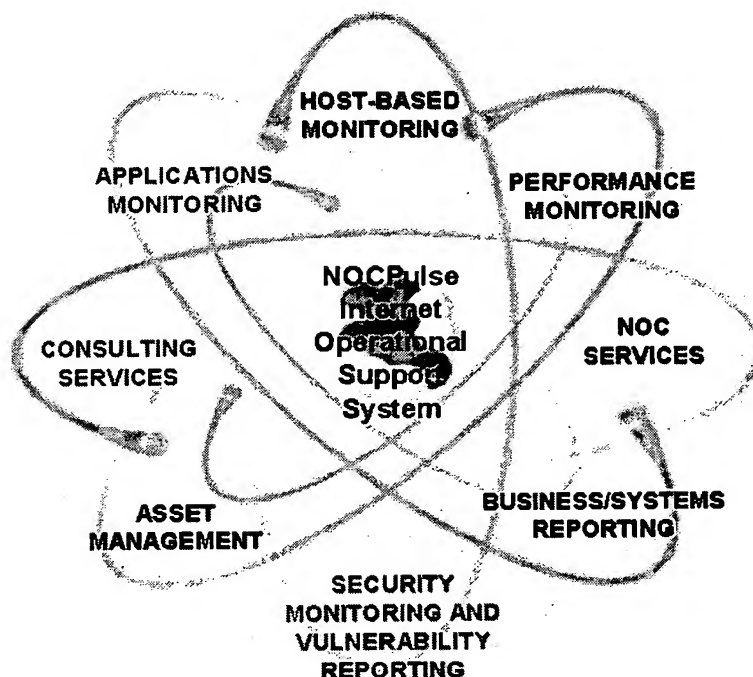 HOST-BASED
MONITORING
APPLICATIONS
MONITORING
PERFORMANCE
MONITORING
NOCPulse
Internet
Operational
Support
System
CONSULTING
SERVICES
NOC
SERVICES
ASSET
MANAGEMENT
BUSINESS/SYSTEMS
REPORTING
SECURITY
MONITORING AND
VULNERABILITY
REPORTING